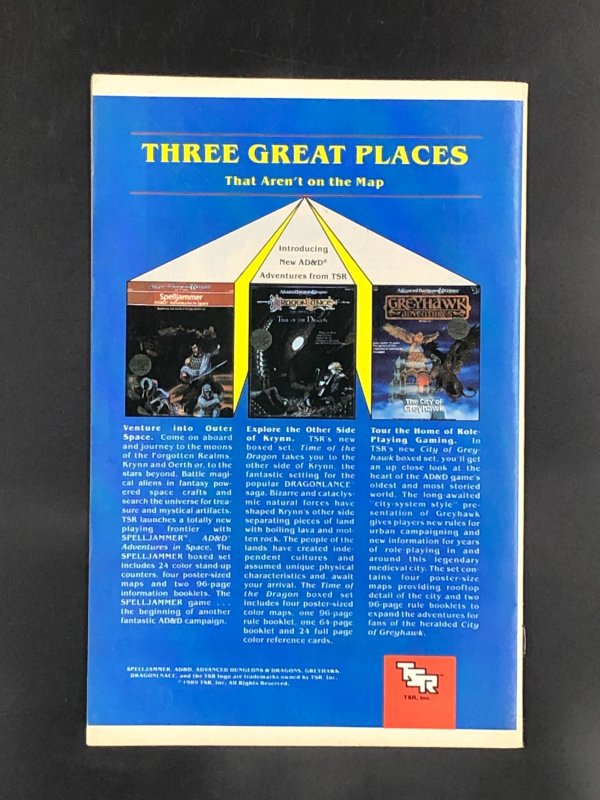 THREE GREAT PLACES
That Aren't on the Map
Introducing
New AD&D®
Adventures from TSR
Advanced Dungeons & Dragons
Spelljammer
AD&D Adventures in Space
Advanced Dungeons & Dragons
DRAGONLANCE
TIME OF THE DRAGON
Advanced Dungeons & Dragons
GREYHAWK
ADVENTURES
The City of
Greyhawk
Venture into Outer
Space. Come on aboard
and journey to the moons
of the Forgotten Realms,
Krynn and Oerth or, to the
stars beyond. Battle magi-
cal aliens in fantasy pow-
ered space crafts and
search the universe for trea-
sure and mystical artifacts.
TSR launches a totally new
playing frontier with
SPELLJAMMER™, AD&D®
Adventures in Space. The
SPELLJAMMER boxed set
includes 24 color stand-up
counters, four poster-sized
maps and two 96-page
information booklets. The
SPELLJAMMER game . . .
the beginning of another
fantastic AD&D campaign.
Explore the Other Side
of Krynn. TSR's new
boxed set, Time of the
Dragon takes you to the
other side of Krynn, the
fantastic setting for the
popular DRAGONLANCE®
saga. Bizarre and cataclys-
mic natural forces have
shaped Krynn's other side
separating pieces of land
with boiling lava and mol-
ten rock. The people of the
lands have created inde-
pendent cultures and
assumed unique physical
characteristics and, await
your arrival. The Time of
the Dragon boxed set
includes four poster-sized
color maps, one 96-page
rule booklet, one 64-page
booklet and 24 full page
color reference cards.
Tour the Home of Role-
Playing Gaming. In
TSR's new City of Grey-
hawk boxed set, you'll get
an up close look at the
heart of the AD&D game's
oldest and most storied
world. The long-awaited
"city-system style" pre-
sentation of Greyhawk
gives players new rules for
urban campaigning and
new information for years
of role-playing in and
around this legendary
medieval city. The set con-
tains four poster-size
maps providing rooftop
detail of the city and two
96-page rule booklets to
expand the adventures for
fans of the heralded City
of Greyhawk.
SPELLJAMMER, AD&D, ADVANCED DUNGEONS & DRAGONS, GREYHAWK,
DRAGONLNACE, and the TSR logo are trademarks owned by TSR, Inc.
©1989 TSR, Inc. All Rights Reserved.
TSR™
TSR, Inc.